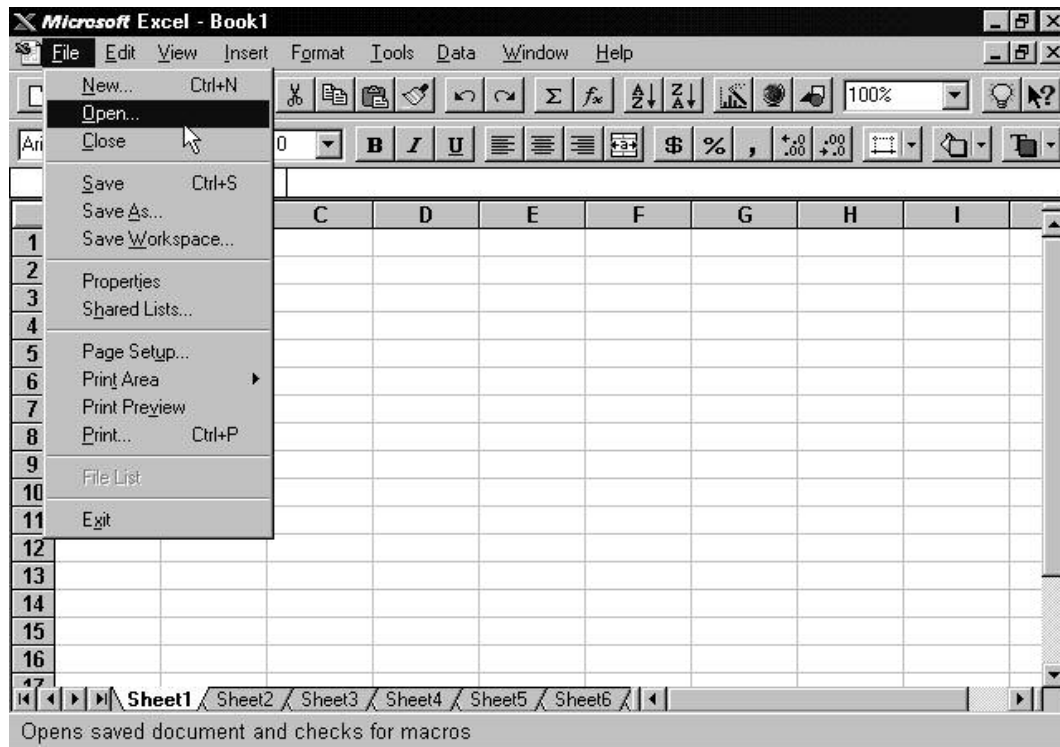 Microsoft Excel - Book1
File Edit View Insert Format Tools Data Window Help
New... Ctrl+N
Open...
Close
Save Ctrl+S
Save As...
Save Workspace...
Properties
Shared Lists...
Page Setup...
Print Area
Print Preview
Print... Ctrl+P
File List
Exit
100%
Ari 0 B I U $ % ,
C D E F G H I
1
2
3
4
5
6
7
8
9
10
11
12
13
14
15
16
17
Sheet1 Sheet2 Sheet3 Sheet4 Sheet5 Sheet6
Opens saved document and checks for macros